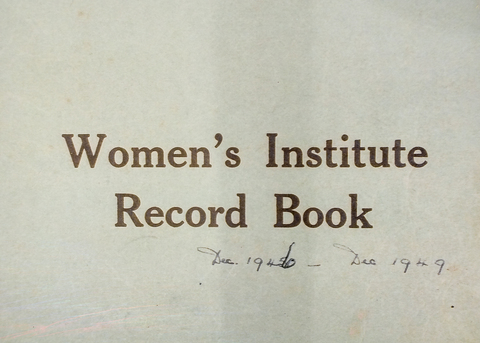 Women's Institute
Record Book
Dec. 1946 – Dec 1949